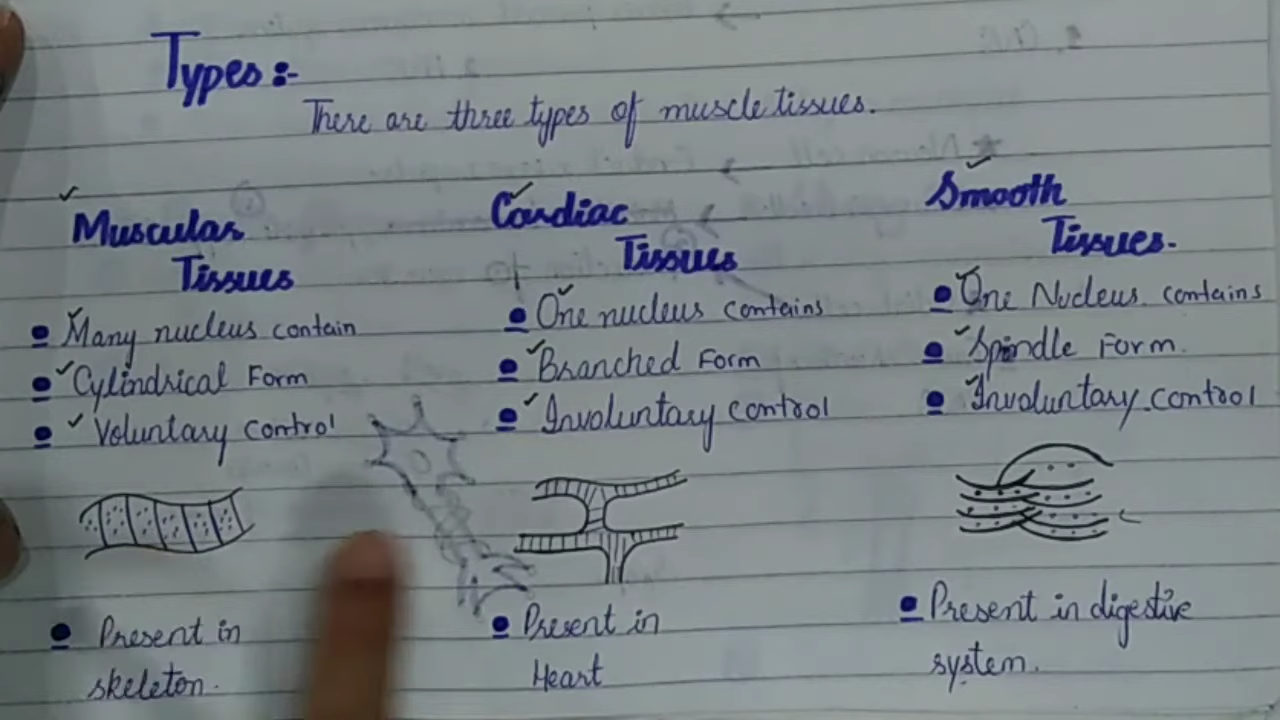 Types :-
There are three types of muscle tissues.
Muscular
Tissues
Many nucleus contain
Cylindrical Form
Voluntary control
Present in
skeleton.
Cardiac
Tissues
One nucleus contains
Branched Form
Involuntary control
Present in
Heart
Smooth
Tissues.
One Nucleus contains
Spindle Form.
Involuntary control
Present in digestive
system.